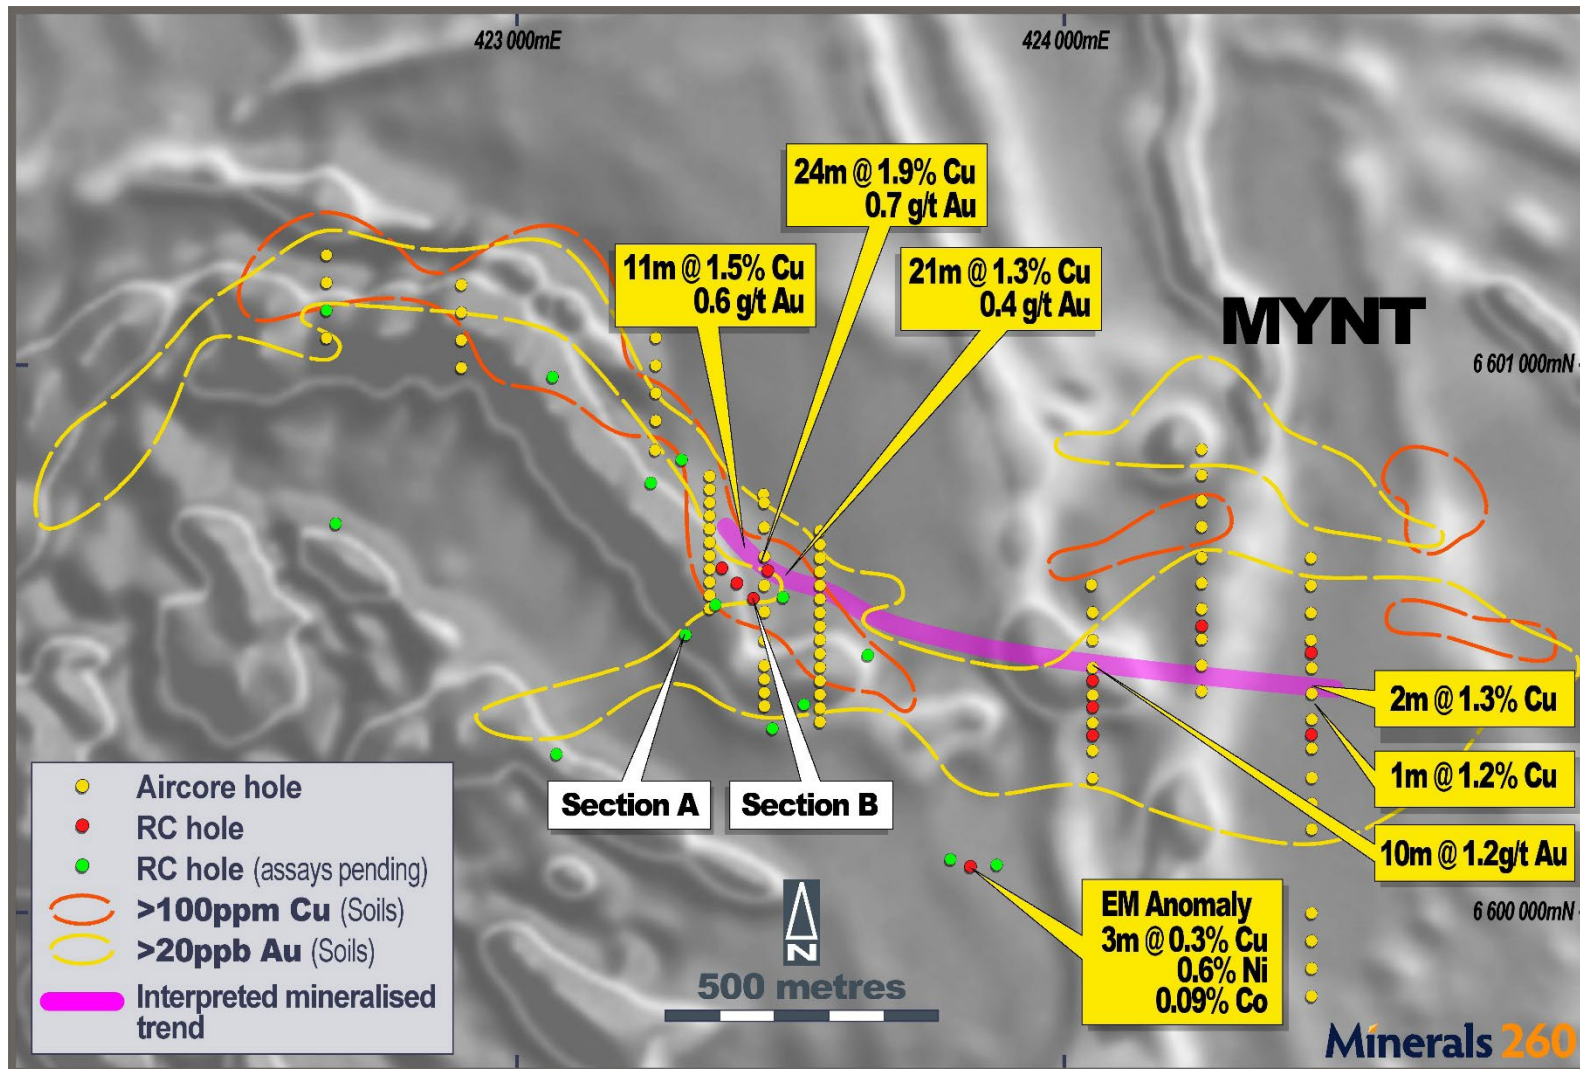 423 000mE
424 000mE
24m @ 1.9% Cu
0.7 g/t Au
11m @ 1.5% Cu
0.6 g/t Au
21m @ 1.3% Cu
0.4 g/t Au
MYNT
6 601 000mN
2m @ 1.3% Cu
1m @ 1.2% Cu
10m @ 1.2g/t Au
Section A
Section B
Aircore hole
RC hole
RC hole (assays pending)
>100ppm Cu (Soils)
>20ppb Au (Soils)
Interpreted mineralised
trend
N
500 metres
EM Anomaly
3m @ 0.3% Cu
0.6% Ni
0.09% Co
6 600 000mN
Minerals 260